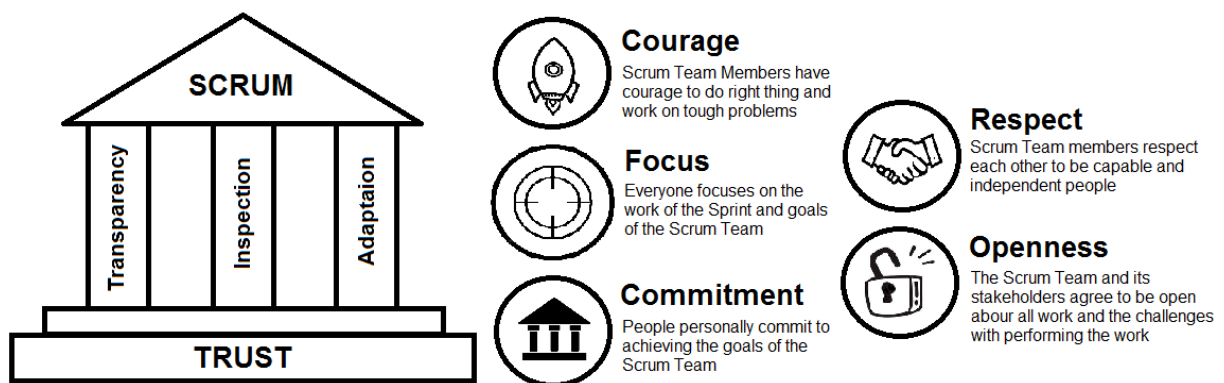 SCRUM
Transparency
Inspection
Adaptaion
TRUST
Courage
Scrum Team Members have
courage to do right thing and
work on tough problems
Focus
Everyone focuses on the
work of the Sprint and goals
of the Scrum Team
Commitment
People personally commit to
achieving the goals of the
Scrum Team
Respect
Scrum Team members respect
each other to be capable and
independent people
Openness
The Scrum Team and its
stakeholders agree to be open
abour all work and the challenges
with performing the work